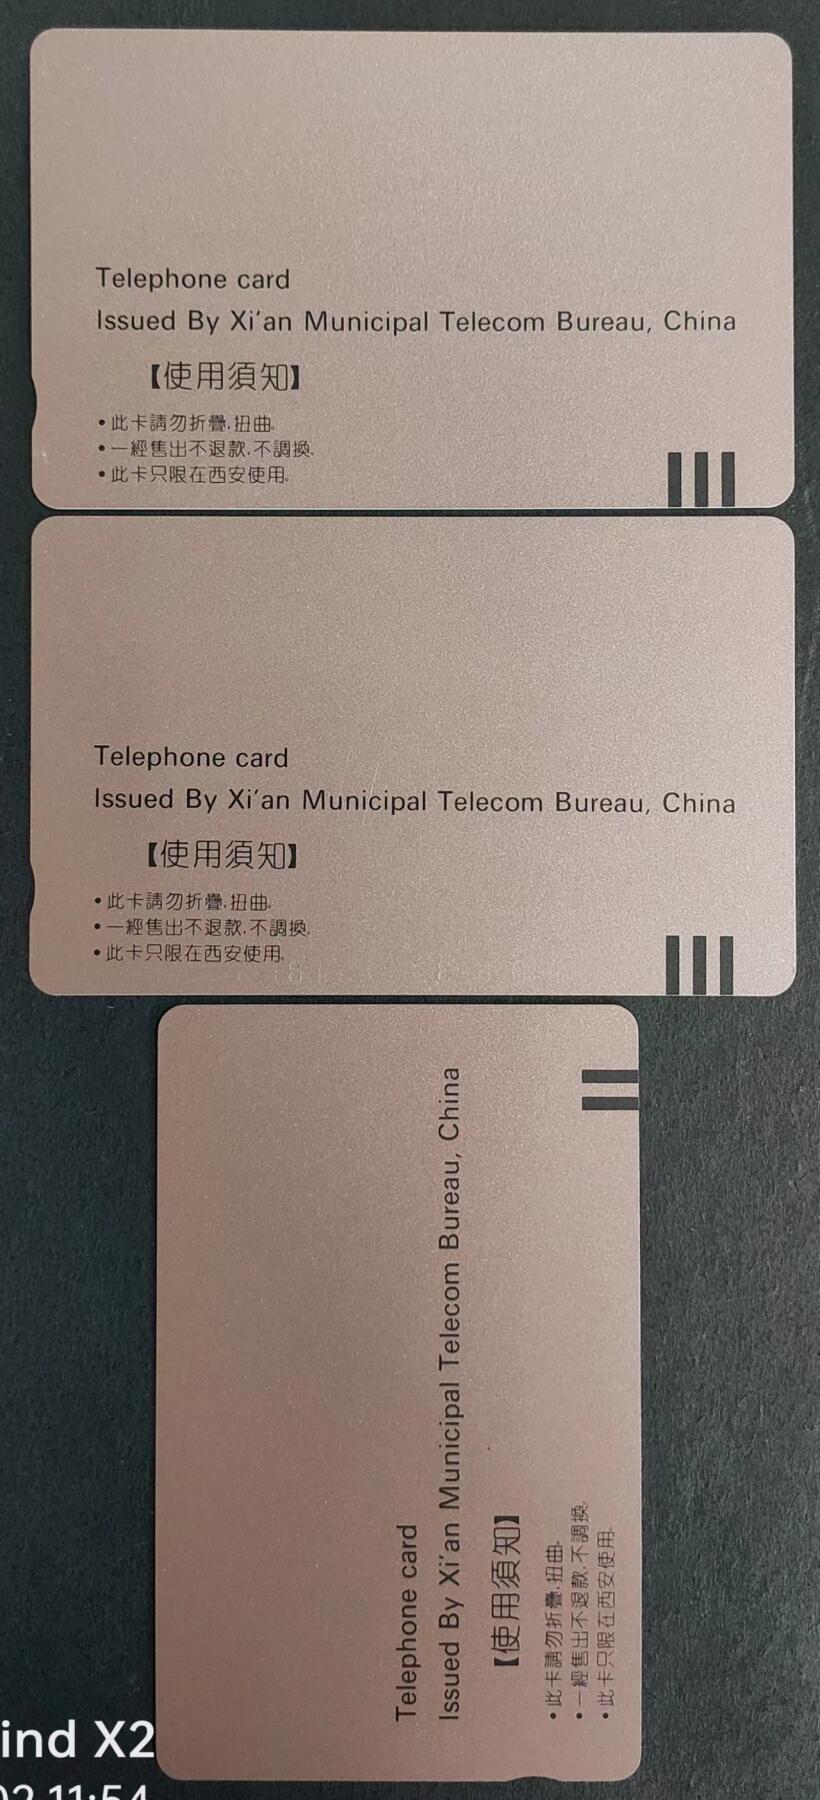 Telephone card
Issued By Xi'an Municipal Telecom Bureau, China
【使用須知】
•此卡請勿折疊.扭曲。
•一經售出不退款.不調換。
•此卡只限在西安使用。
Telephone card
Issued By Xi'an Municipal Telecom Bureau, China
【使用須知】
•此卡請勿折疊.扭曲。
•一經售出不退款.不調換。
•此卡只限在西安使用。
Telephone card
Issued By Xi'an Municipal Telecom Bureau, China
【使用須知】
•此卡請勿折疊.扭曲。
•一經售出不退款.不調換。
•此卡只限在西安使用。
ind X2
02 11:54